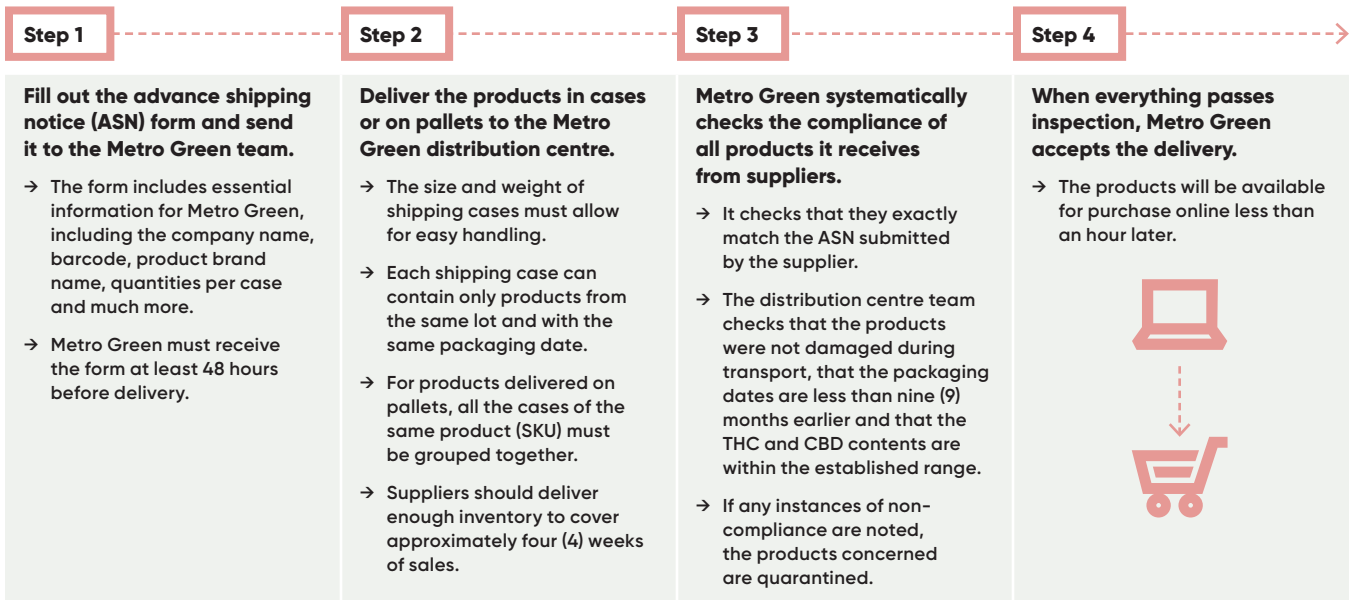 Step 1
Fill out the advance shipping
notice (ASN) form and send
it to the Metro Green team.
→ The form includes essential
information for Metro Green,
including the company name,
barcode, product brand
name, quantities per case
and much more.
→ Metro Green must receive
the form at least 48 hours
before delivery.
Step 2
Deliver the products in cases
or on pallets to the Metro
Green distribution centre.
→ The size and weight of
shipping cases must allow
for easy handling.
→ Each shipping case can
contain only products from
the same lot and with the
same packaging date.
→ For products delivered on
pallets, all the cases of the
same product (SKU) must
be grouped together.
→ Suppliers should deliver
enough inventory to cover
approximately four (4) weeks
of sales.
Step 3
Metro Green systematically
checks the compliance of
all products it receives
from suppliers.
→ It checks that they exactly
match the ASN submitted
by the supplier.
→ The distribution centre team
checks that the products
were not damaged during
transport, that the packaging
dates are less than nine (9)
months earlier and that the
THC and CBD contents are
within the established range.
→ If any instances of non-
compliance are noted,
the products concerned
are quarantined.
Step 4
When everything passes
inspection, Metro Green
accepts the delivery.
→ The products will be available
for purchase online less than
an hour later.